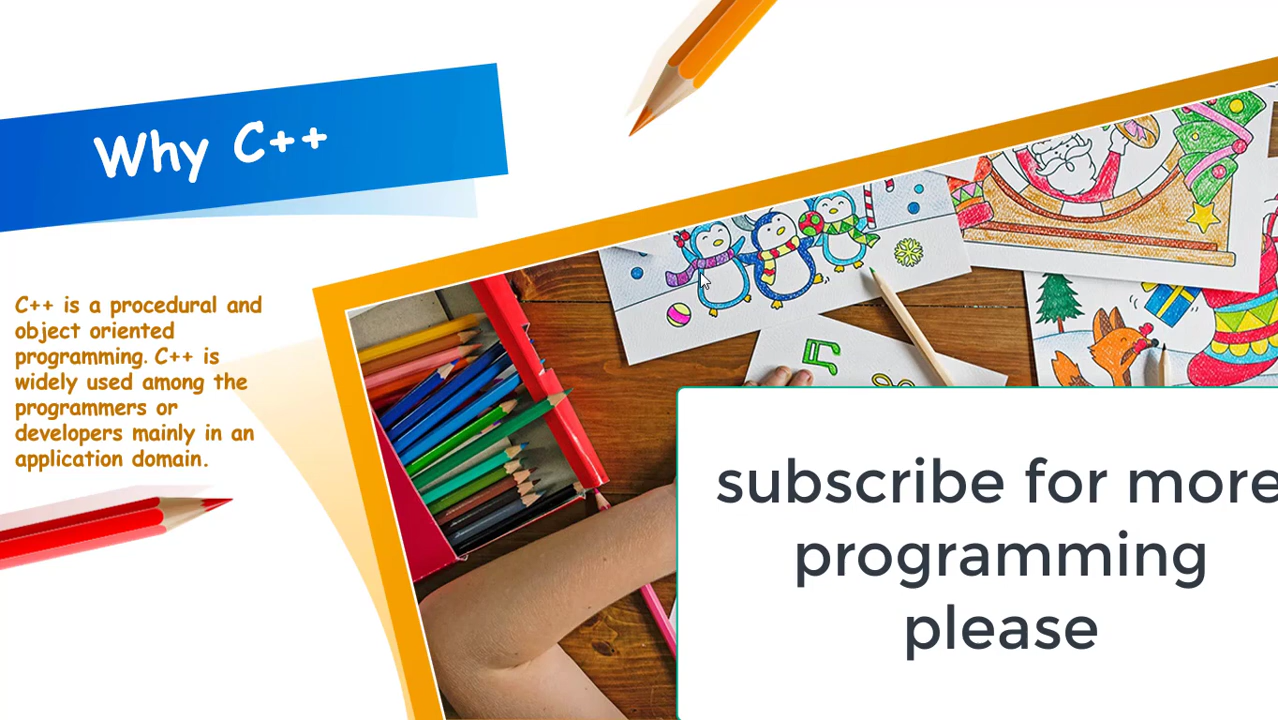 Why C++
C++ is a procedural and
object oriented
programming. C++ is
widely used among the
programmers or
developers mainly in an
application domain.
subscribe for more
programming
please